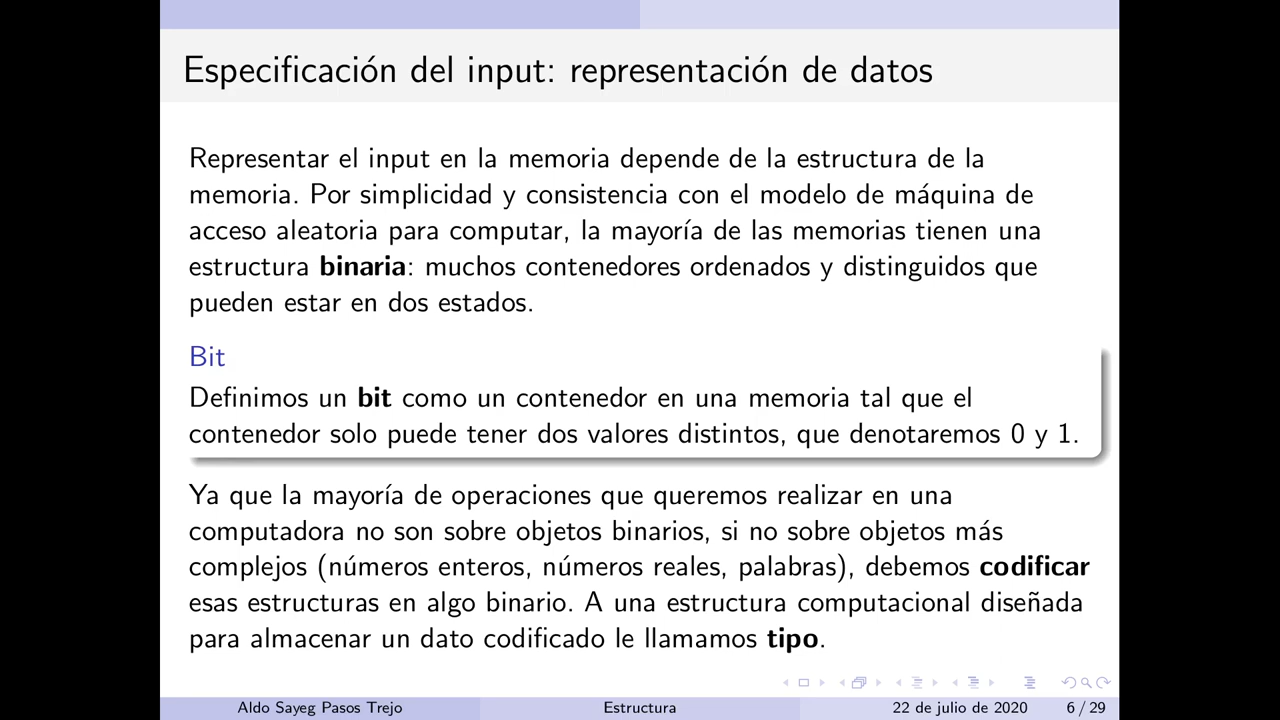 Especificación del input: representación de datos
Representar el input en la memoria depende de la estructura de la
memoria. Por simplicidad y consistencia con el modelo de máquina de
acceso aleatoria para computar, la mayoría de las memorias tienen una
estructura binaria: muchos contenedores ordenados y distinguidos que
pueden estar en dos estados.
Bit
Definimos un bit como un contenedor en una memoria tal que el
contenedor solo puede tener dos valores distintos, que denotaremos 0 y 1.
Ya que la mayoría de operaciones que queremos realizar en una
computadora no son sobre objetos binarios, si no sobre objetos más
complejos (números enteros, números reales, palabras), debemos codificar
esas estructuras en algo binario. A una estructura computacional diseñada
para almacenar un dato codificado le llamamos tipo.
Aldo Sayeg Pasos Trejo Estructura 22 de julio de 2020 6 / 29